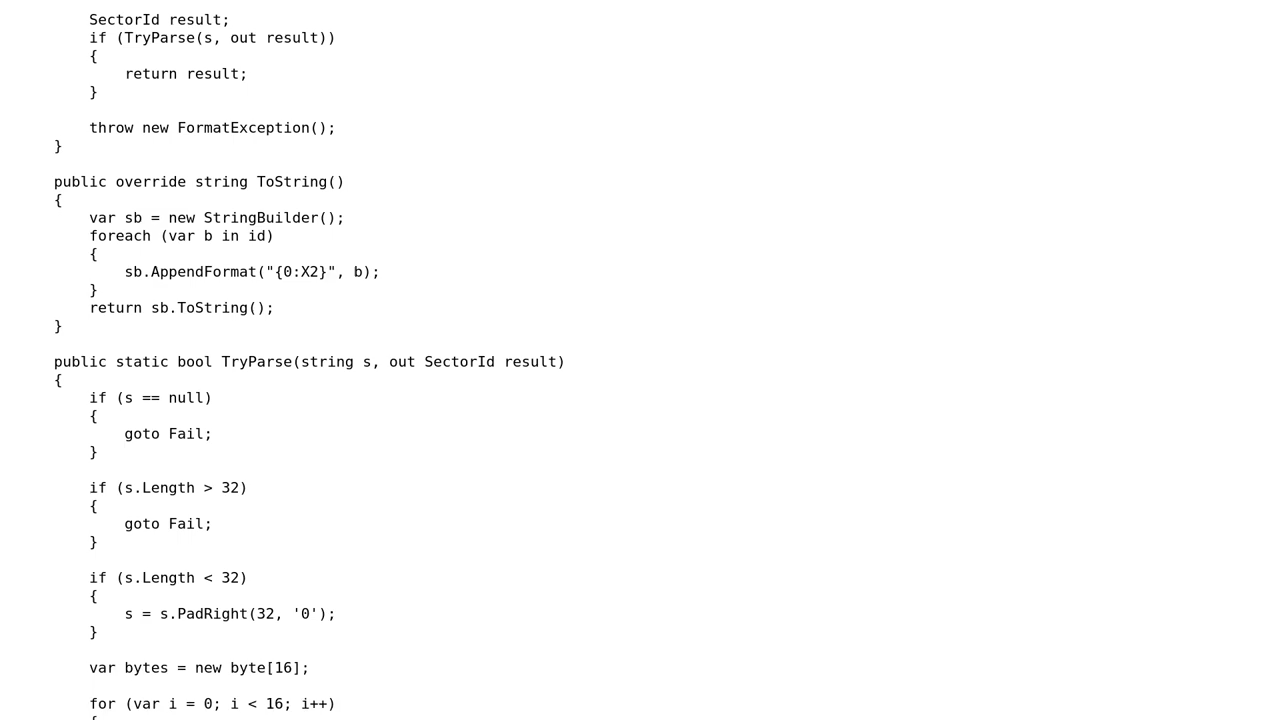 SectorId result;
if (TryParse(s, out result))
{
return result;
}
throw new FormatException();
}
public override string ToString()
{
var sb = new StringBuilder();
foreach (var b in id)
{
sb.AppendFormat("{0:X2}", b);
}
return sb.ToString();
}
public static bool TryParse(string s, out SectorId result)
{
if (s == null)
{
goto Fail;
}
if (s.Length > 32)
{
goto Fail;
}
if (s.Length < 32)
{
s = s.PadRight(32, '0');
}
var bytes = new byte[16];
for (var i = 0; i < 16; i++)
{